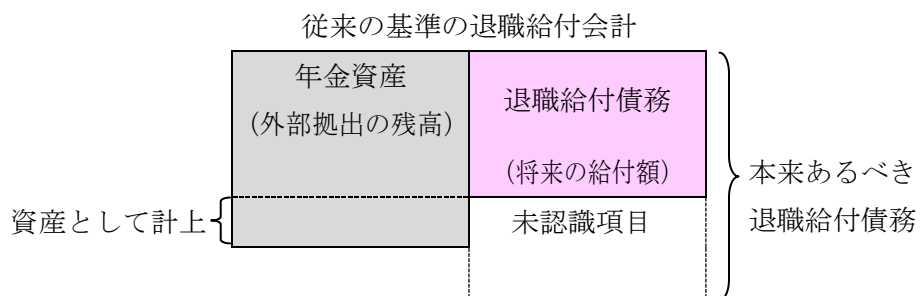 従来の基準の退職給付会計
年金資産
(外部拠出の残高)
退職給付債務
(将来の給付額)
本来あるべき
退職給付債務
資産として計上
未認識項目